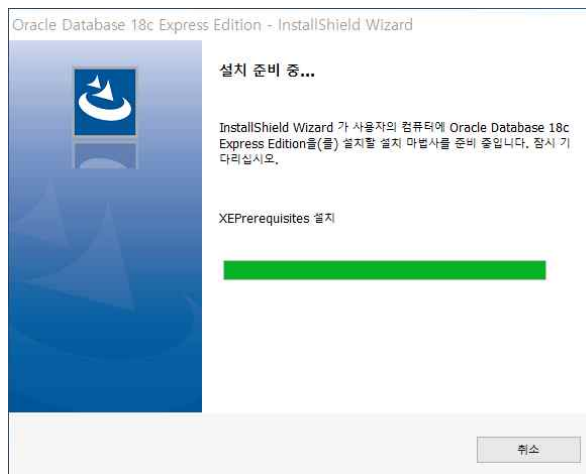 Oracle Database 18c Express Edition - InstallShield Wizard
설치 준비 중...
InstallShield Wizard 가 사용자의 컴퓨터에 Oracle Database 18c
Express Edition을(를) 설치할 설치 마법사를 준비 중입니다. 잠시 기
다리십시오.
XEPrerequisites 설치
취소